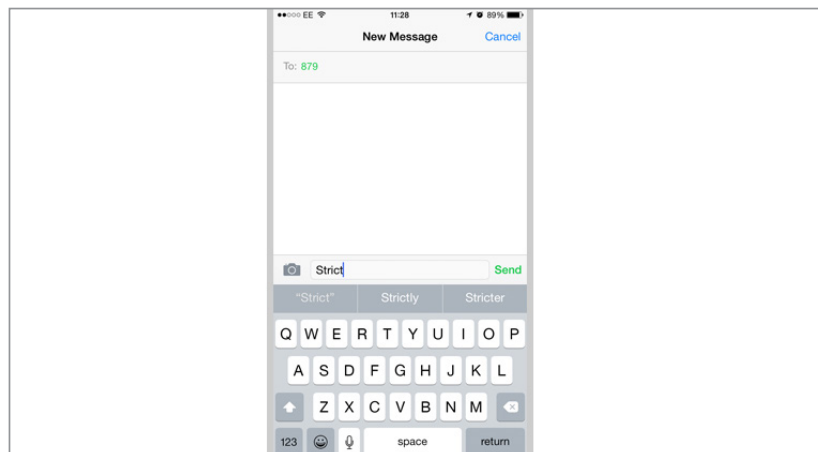 EE 11:28 89%
New Message Cancel
To: 879
Strict Send
"Strict" Strictly Stricter
Q W E R T Y U I O P
A S D F G H J K L
Z X C V B N M
123 space return